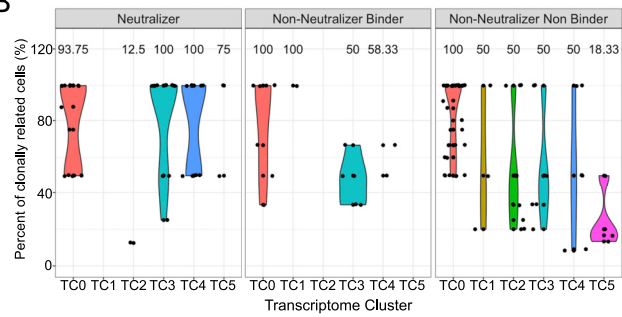 Neutralizer Non-Neutralizer Binder Non-Neutralizer Non Binder
120 93.75 12.5 100 100 75 100 100 50 58.33 100 50 50 50 50 18.33
80
40
0
TC0 TC1 TC2 TC3 TC4 TC5 TC0 TC1 TC2 TC3 TC4 TC5 TC0 TC1 TC2 TC3 TC4 TC5
Transcriptome Cluster
Percent of clonally related cells (%)